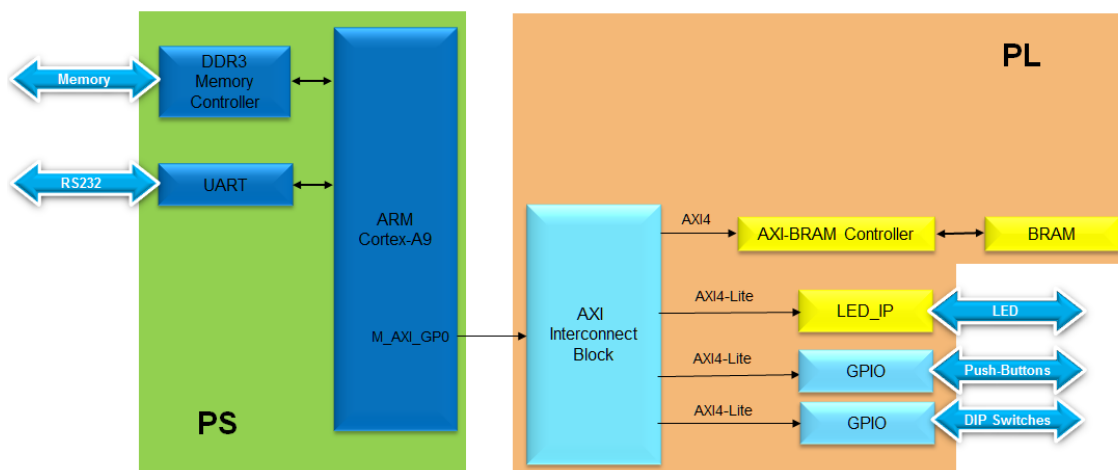 PL
DDR3
Memory
Controller
Memory
RS232
UART
ARM
Cortex-A9
M_AXI_GP0
PS
AXI
Interconnect
Block
AXI4
AXI-BRAM Controller
BRAM
AXI4-Lite
LED_IP
LED
AXI4-Lite
GPIO
Push-Buttons
AXI4-Lite
GPIO
DIP Switches